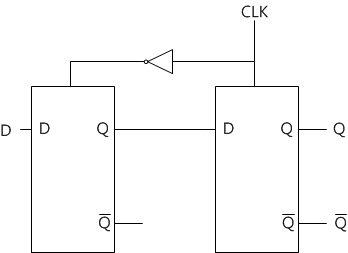 CLK
D D Q D Q Q
Q̅ Q̅ Q̅